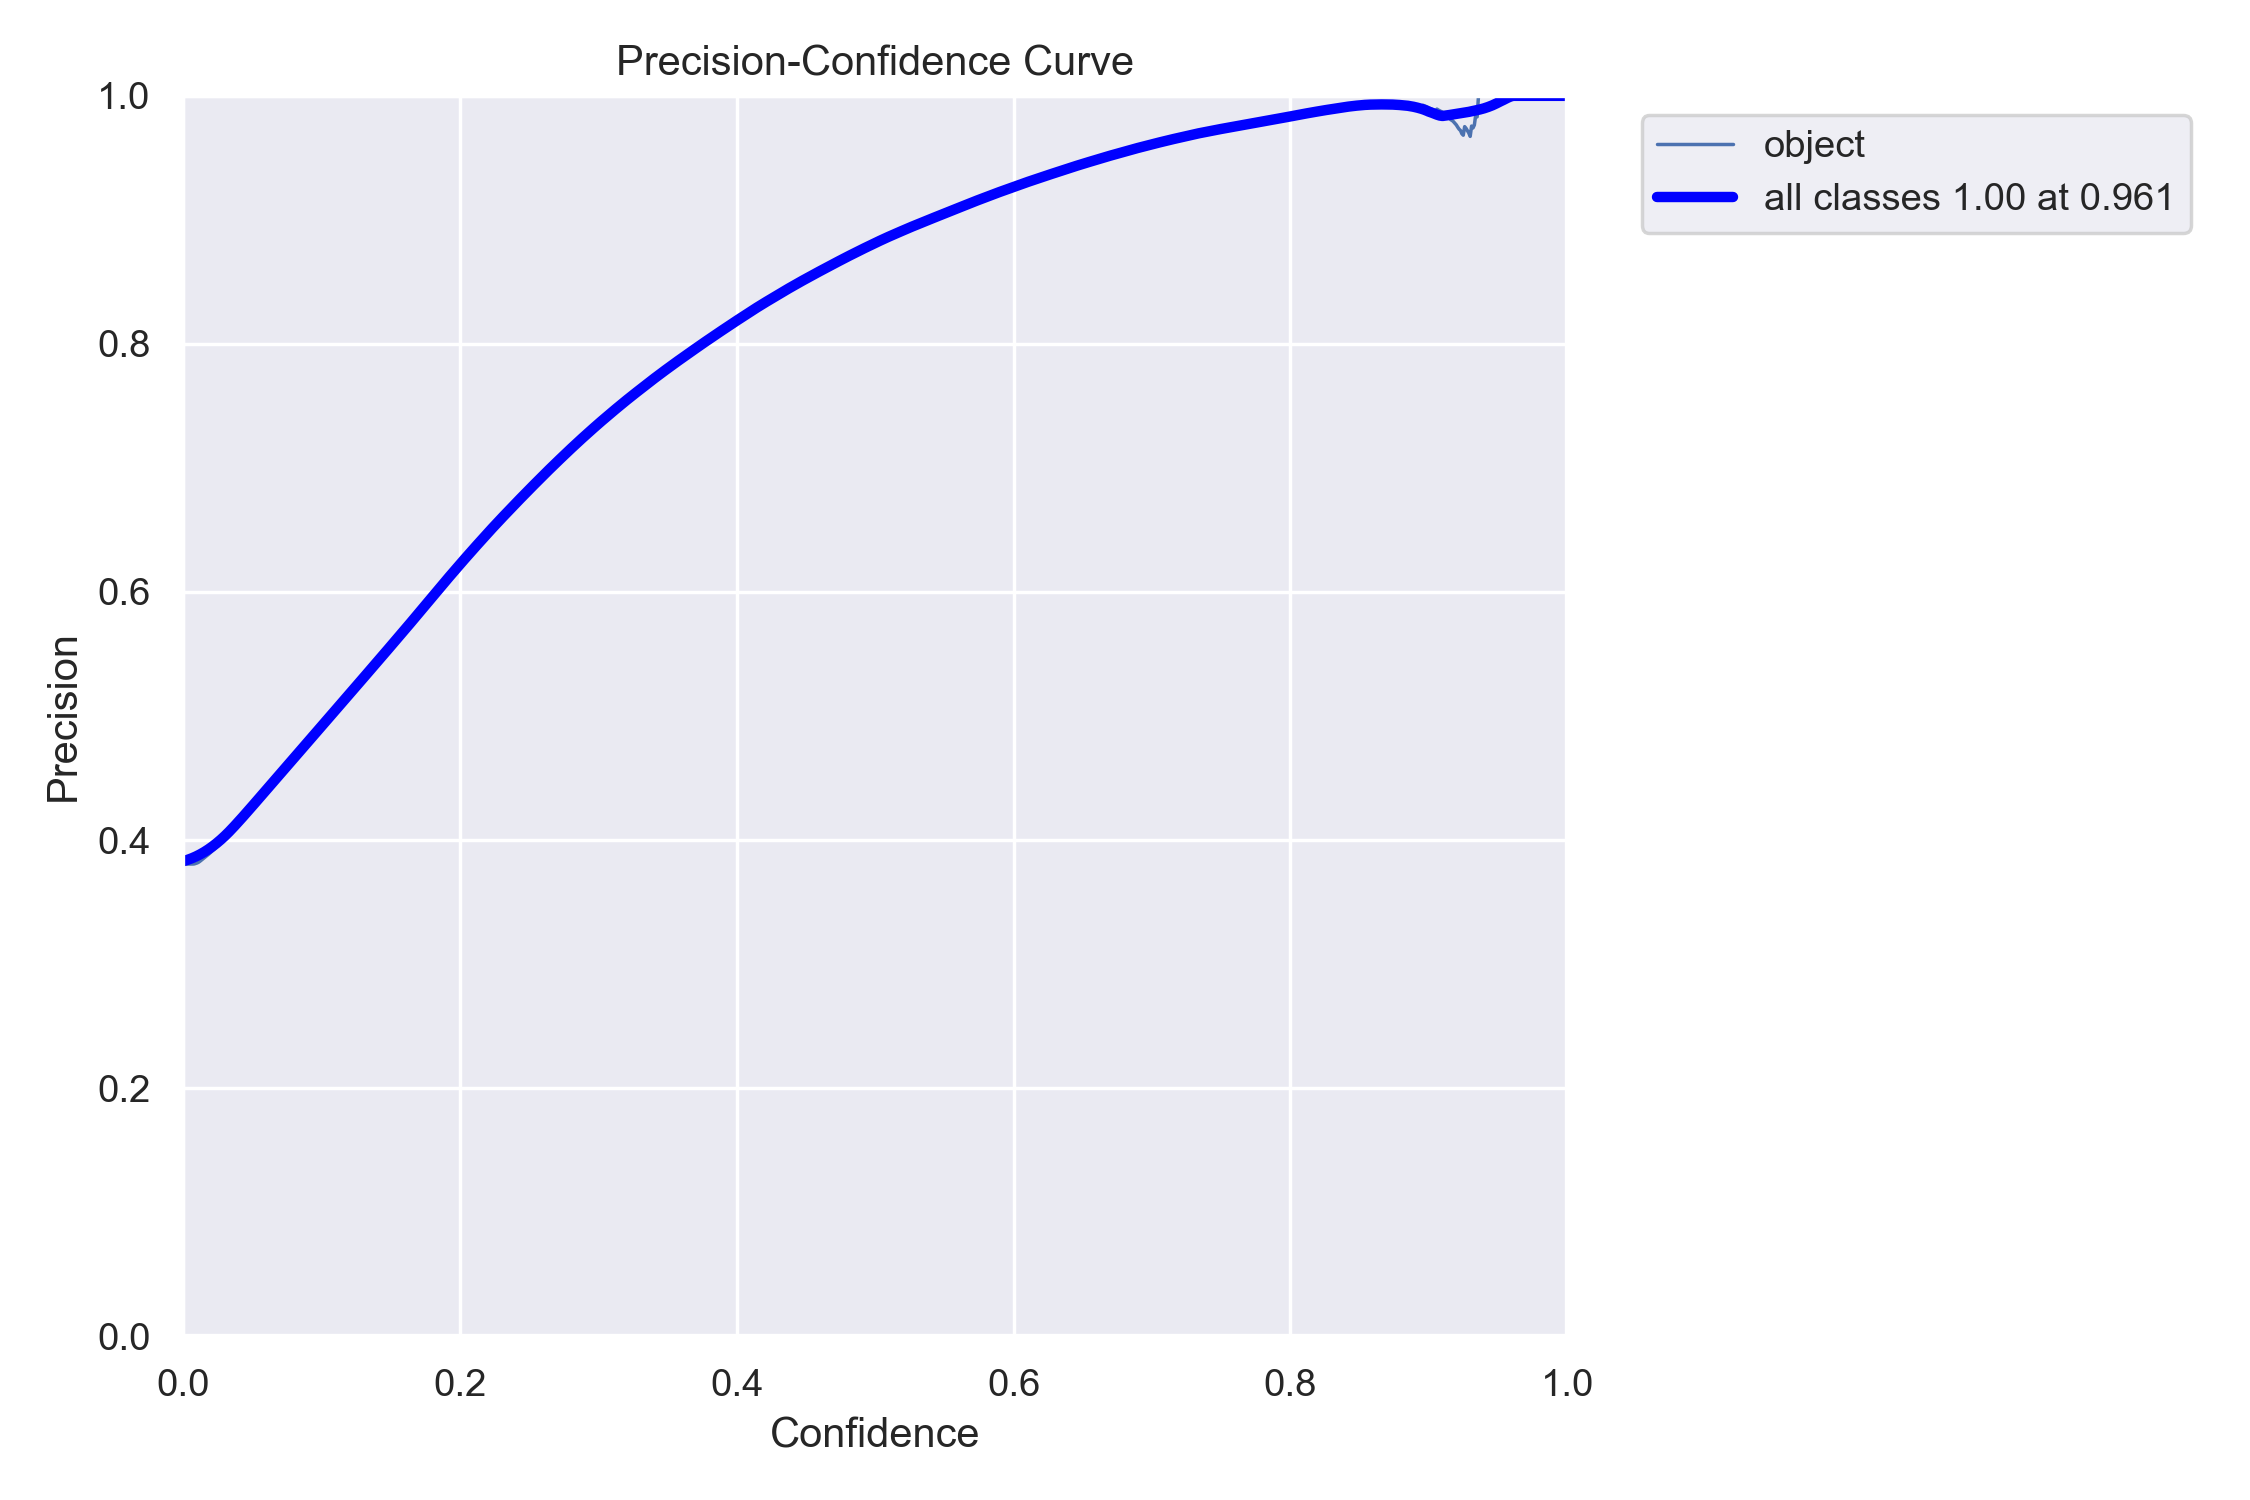 Precision-Confidence Curve
1.0
0.8
0.6
0.4
0.2
0.0
Precision
0.0 0.2 0.4 0.6 0.8 1.0
Confidence
object
all classes 1.00 at 0.961